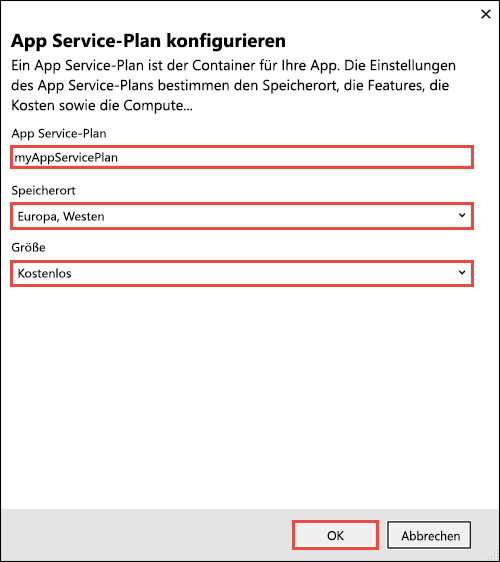 App Service-Plan konfigurieren
Ein App Service-Plan ist der Container für Ihre App. Die Einstellungen
des App Service-Plans bestimmen den Speicherort, die Features, die
Kosten sowie die Compute...
App Service-Plan
myAppServicePlan
Speicherort
Europa, Westen
Größe
Kostenlos
OK
Abbrechen